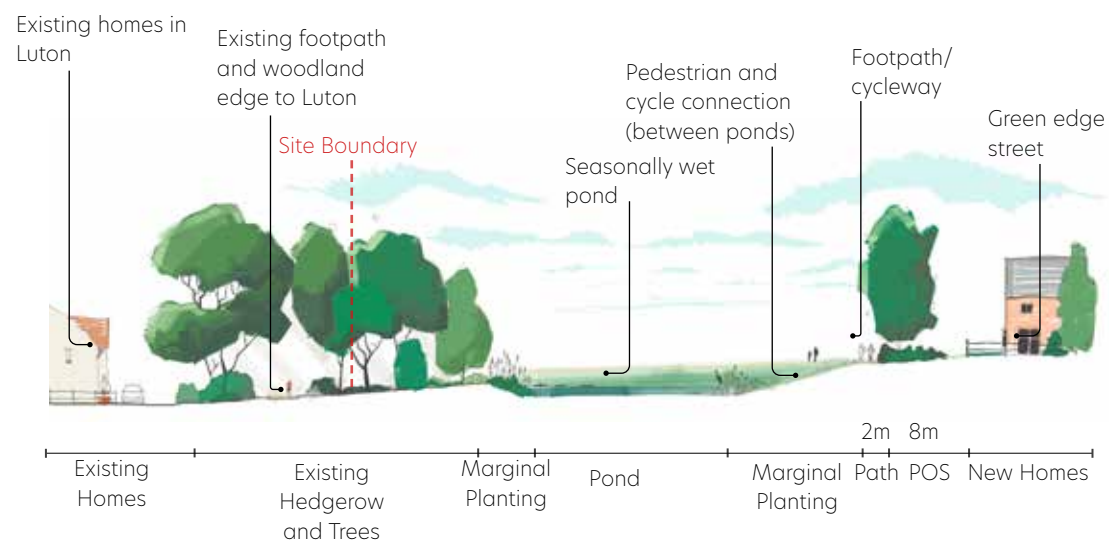 Existing homes in
Luton
Existing footpath
and woodland
edge to Luton
Site Boundary
Seasonally wet
pond
Pedestrian and
cycle connection
(between ponds)
Footpath/
cycleway
Green edge
street
2m
8m
Existing
Homes
Existing
Hedgerow
and Trees
Marginal
Planting
Pond
Marginal
Planting
Path
POS
New Homes